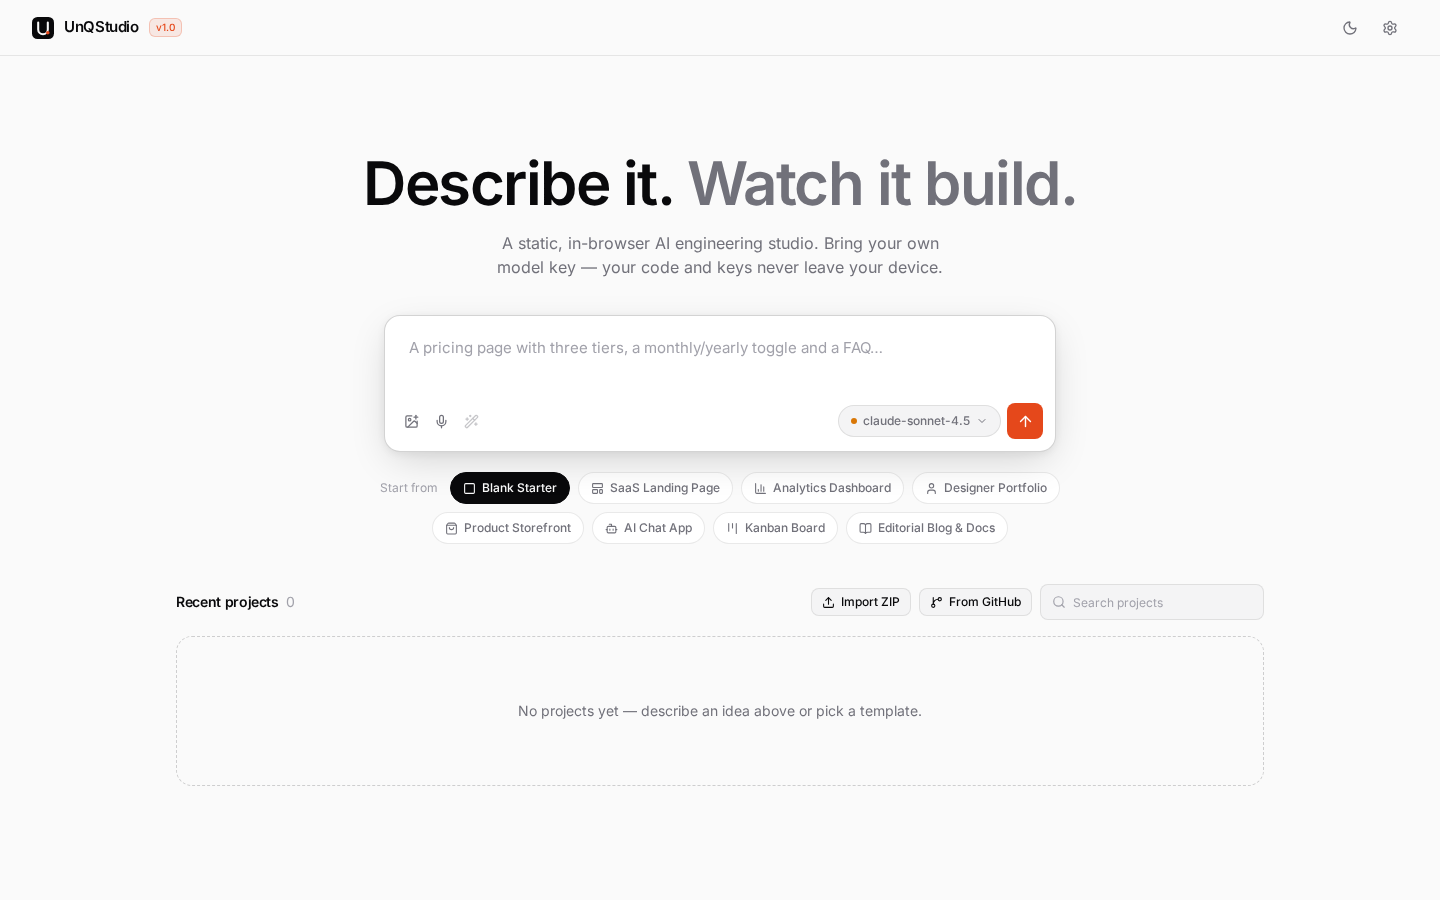 UnQStudio v1.0
Describe it. Watch it build.
A static, in-browser AI engineering studio. Bring your own
model key — your code and keys never leave your device.
A pricing page with three tiers, a monthly/yearly toggle and a FAQ...
claude-sonnet-4.5
Start from Blank Starter SaaS Landing Page Analytics Dashboard Designer Portfolio
Product Storefront AI Chat App Kanban Board Editorial Blog & Docs
Recent projects 0 Import ZIP From GitHub Search projects
No projects yet — describe an idea above or pick a template.